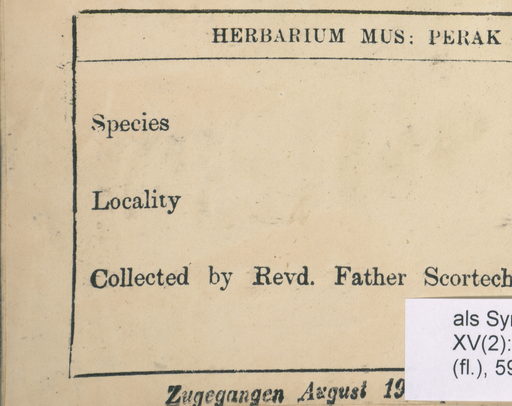 HERBARIUM MUS: PERAK
Species
Locality
Collected by Revd. Father Scortech
als Syn
XV(2):
(fl.), 59
Zugegangen August 19